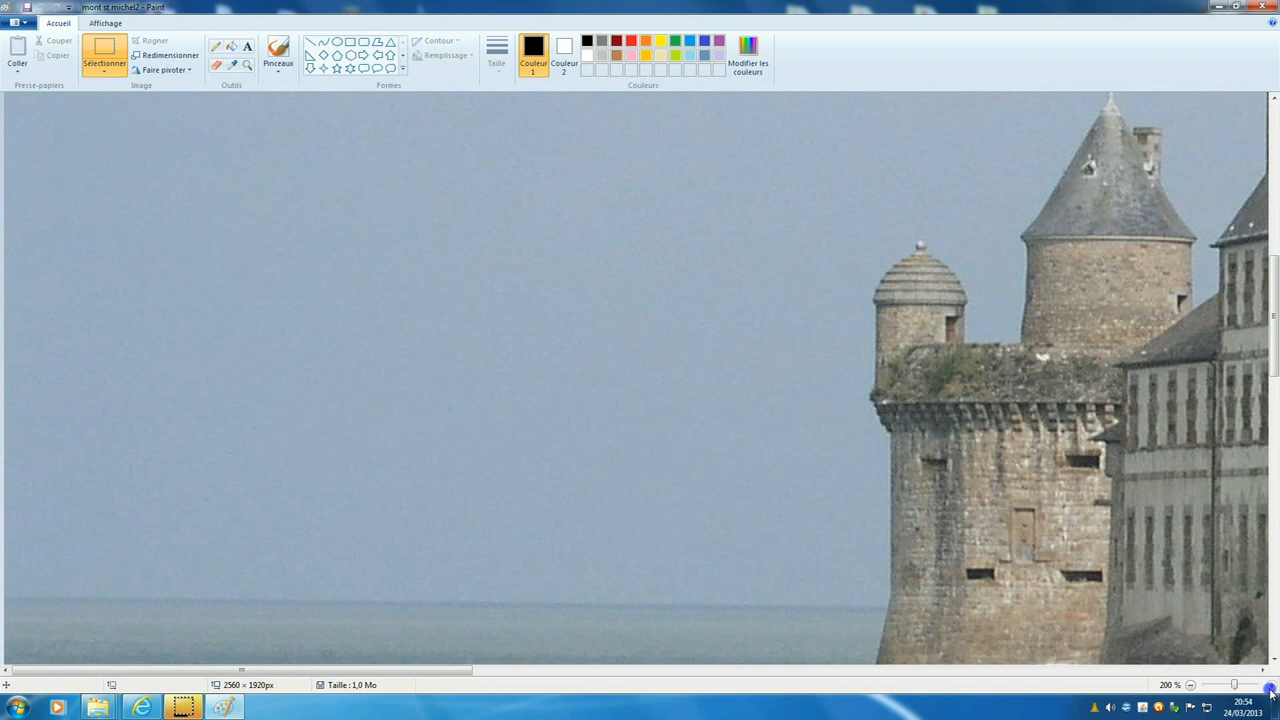 mont st michel2 - Paint
Accueil
Affichage
Coller
Couper
Copier
Presse-papiers
Sélectionner
Rogner
Redimensionner
Faire pivoter
Image
Outils
Pinceaux
Contour
Remplissage
Formes
Taille
Couleur 1
Couleur 2
Modifier les couleurs
Couleurs
2560 × 1920px
Taille : 1,0 Mo
200 %
20:54
24/03/2013